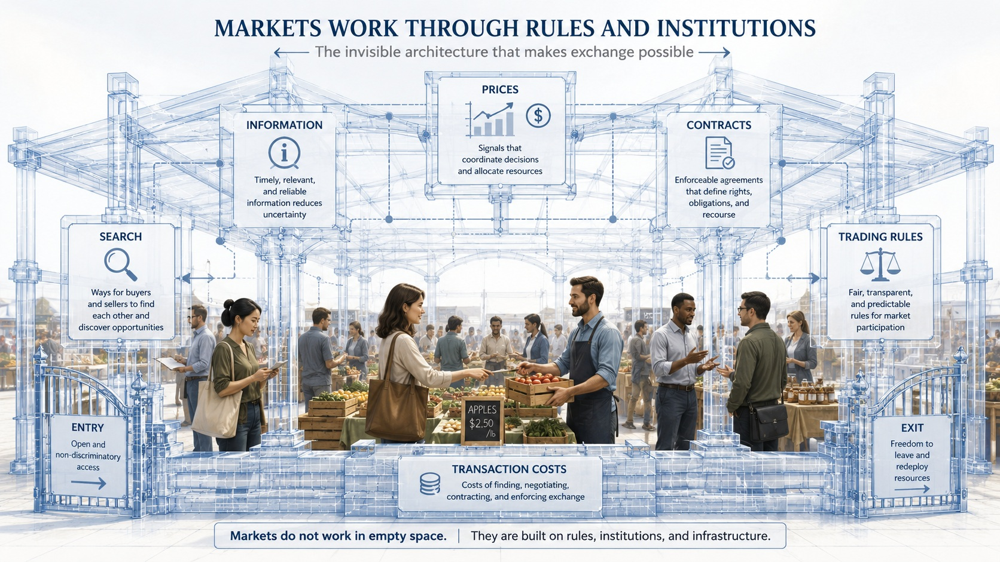 MARKETS WORK THROUGH RULES AND INSTITUTIONS
The invisible architecture that makes exchange possible
PRICES
$
Signals that
coordinate decisions
and allocate resources
INFORMATION
i
Timely, relevant,
and reliable
information reduces
uncertainty
CONTRACTS
Enforceable agreements
that define rights,
obligations, and
recourse
SEARCH
Ways for buyers
and sellers to find
each other and
discover opportunities
TRADING RULES
Fair, transparent,
and predictable
rules for market
participation
APPLES
$2.50
/lb
ENTRY
Open and
non-discriminatory
access
EXIT
Freedom to
leave and
redeploy
resources
TRANSACTION COSTS
Costs of finding, negotiating,
contracting, and enforcing exchange
Markets do not work in empty space. | They are built on rules, institutions, and infrastructure.